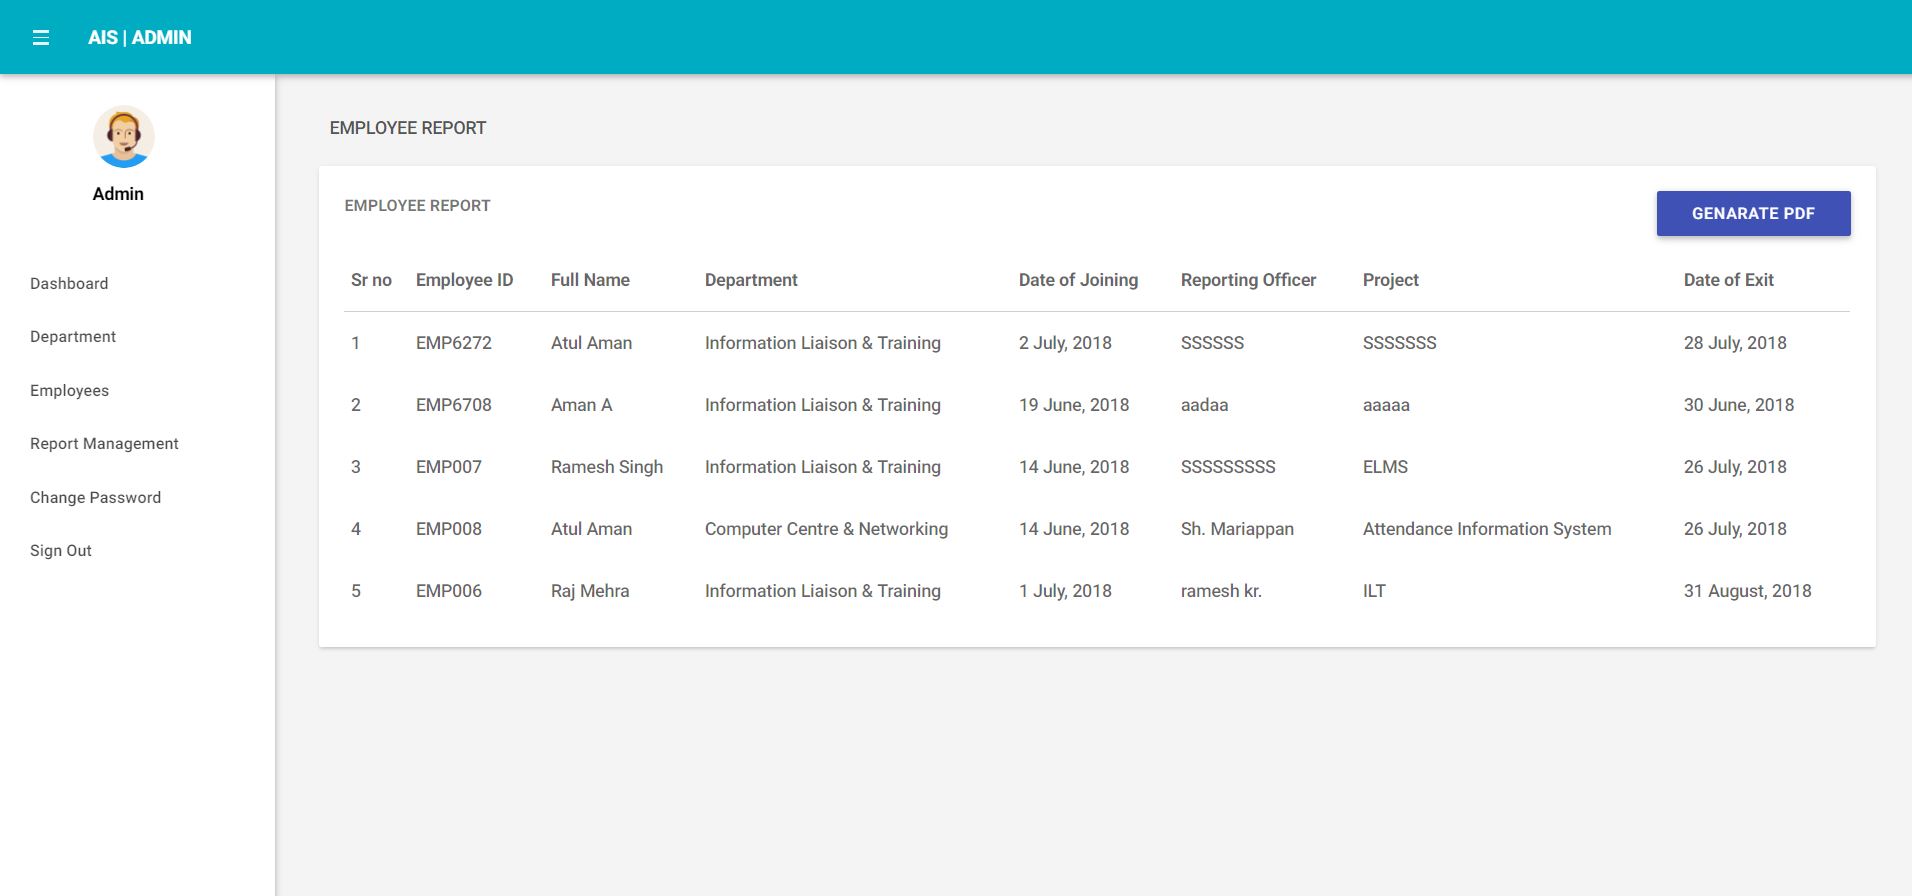 AIS | ADMIN
Admin
Dashboard
Department
Employees
Report Management
Change Password
Sign Out
EMPLOYEE REPORT
EMPLOYEE REPORT
GENARATE PDF
Sr no Employee ID Full Name Department Date of Joining Reporting Officer Project Date of Exit
1 EMP6272 Atul Aman Information Liaison & Training 2 July, 2018 SSSSSS SSSSSSS 28 July, 2018
2 EMP6708 Aman A Information Liaison & Training 19 June, 2018 aadaa aaaaa 30 June, 2018
3 EMP007 Ramesh Singh Information Liaison & Training 14 June, 2018 SSSSSSSSS ELMS 26 July, 2018
4 EMP008 Atul Aman Computer Centre & Networking 14 June, 2018 Sh. Mariappan Attendance Information System 26 July, 2018
5 EMP006 Raj Mehra Information Liaison & Training 1 July, 2018 ramesh kr. ILT 31 August, 2018